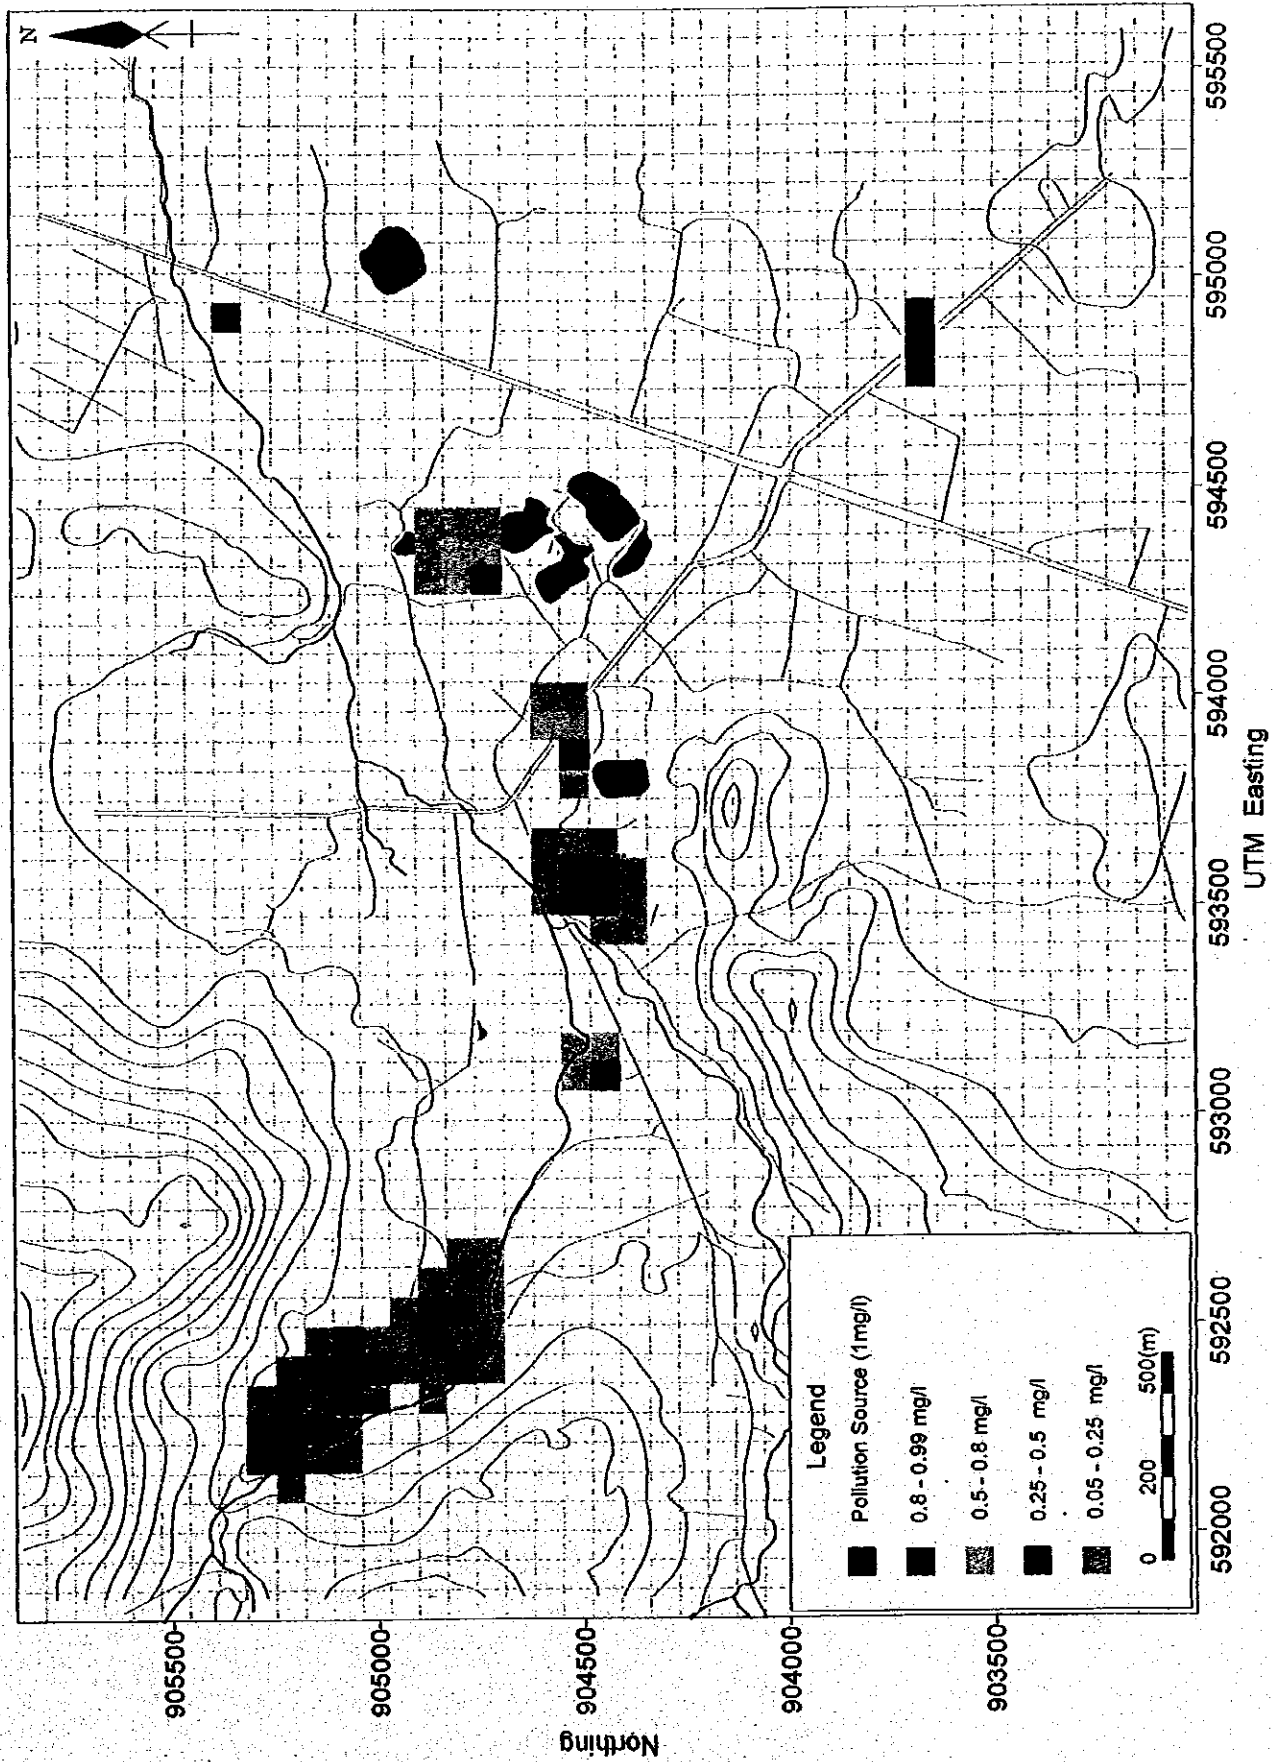 N
905500
905000
904500
904000
903500
Northing
592000
592500
593000
593500
594000
594500
595000
595500
UTM Easting
Legend
Pollution Source (1mg/l)
0.8 - 0.99 mg/l
0.5 - 0.8 mg/l
0.25 - 0.5 mg/l
0.05 - 0.25 mg/l
0 200 500(m)